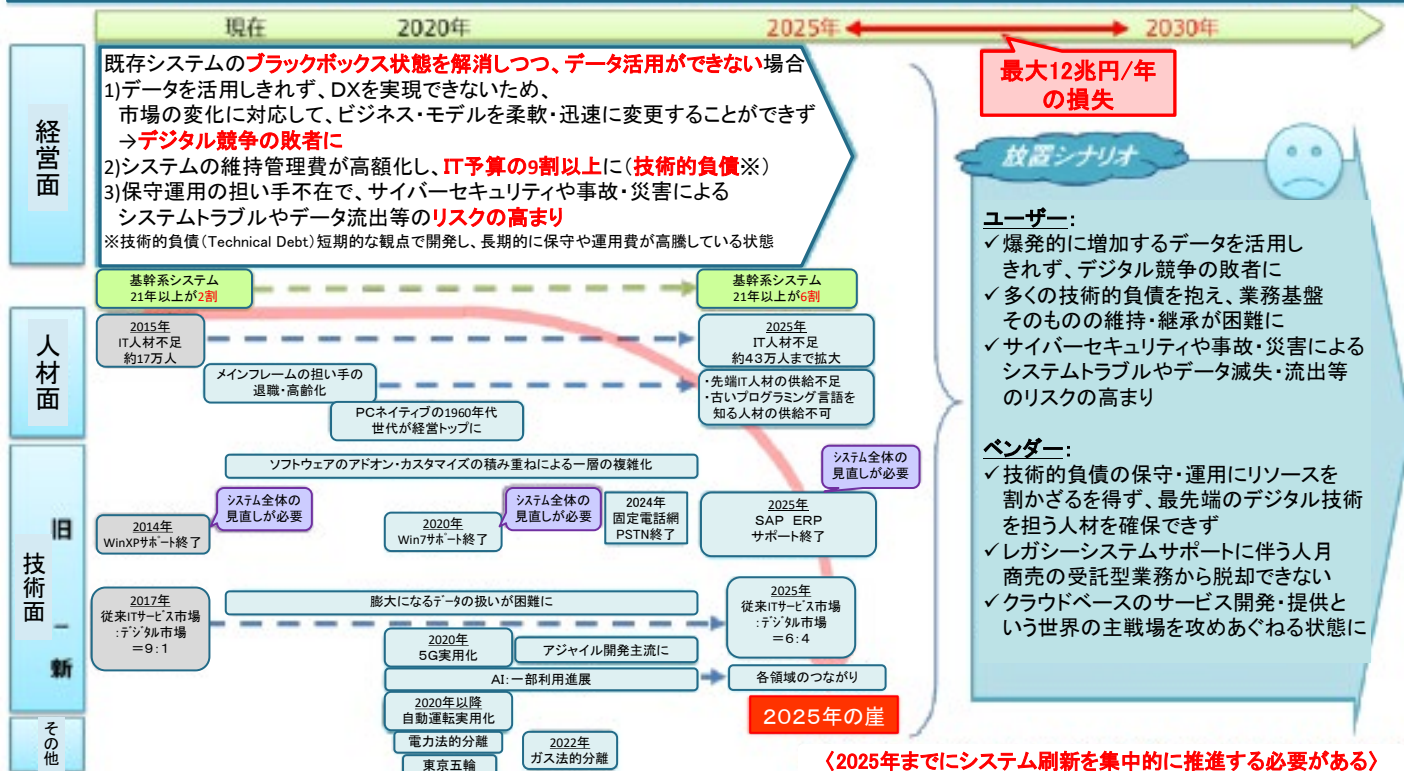 現在
2020年
2025年
2030年
最大12兆円/年
の損失
経営面
既存システムのブラックボックス状態を解消しつつ、データ活用ができない場合
1)データを活用しきれず、DXを実現できないため、
市場の変化に対応して、ビジネス・モデルを柔軟・迅速に変更することができず
→デジタル競争の敗者に
2)システムの維持管理費が高額化し、IT予算の9割以上に(技術的負債※)
3)保守運用の担い手不在で、サイバーセキュリティや事故・災害による
システムトラブルやデータ流出等のリスクの高まり
※技術的負債(Technical Debt)短期的な観点で開発し、長期的に保守や運用費が高騰している状態
基幹系システム
21年以上が2割
基幹系システム
21年以上が6割
人材面
2015年
IT人材不足
約17万人
2025年
IT人材不足
約43万人まで拡大
メインフレームの担い手の
退職・高齢化
・先端IT人材の供給不足
・古いプログラミング言語を
知る人材の供給不可
PCネイティブの1960年代
世代が経営トップに
旧
技術面
ー
新
ソフトウェアのアドオン・カスタマイズの積み重ねによる一層の複雑化
システム全体の
見直しが必要
2014年
WinXPサポート終了
システム全体の
見直しが必要
2020年
Win7サポート終了
2024年
固定電話網
PSTN終了
システム全体の
見直しが必要
2025年
SAP ERP
サポート終了
2017年
従来ITサービス市場
:デジタル市場
=9:1
膨大になるデータの扱いが困難に
2025年
従来ITサービス市場
:デジタル市場
=6:4
2020年
5G実用化
アジャイル開発主流に
AI:一部利用進展
各領域のつながり
2020年以降
自動運転実用化
2025年の崖
その他
電力法的分離
東京五輪
2022年
ガス法的分離
放置シナリオ
ユーザー:
✓爆発的に増加するデータを活用し
きれず、デジタル競争の敗者に
✓多くの技術的負債を抱え、業務基盤
そのものの維持・継承が困難に
✓サイバーセキュリティや事故・災害による
システムトラブルやデータ滅失・流出等
のリスクの高まり
ベンダー:
✓技術的負債の保守・運用にリソースを
割かざるを得ず、最先端のデジタル技術
を担う人材を確保できず
✓レガシーシステムサポートに伴う人月
商売の受託型業務から脱却できない
✓クラウドベースのサービス開発・提供と
いう世界の主戦場を攻めあぐねる状態に
〈2025年までにシステム刷新を集中的に推進する必要がある〉